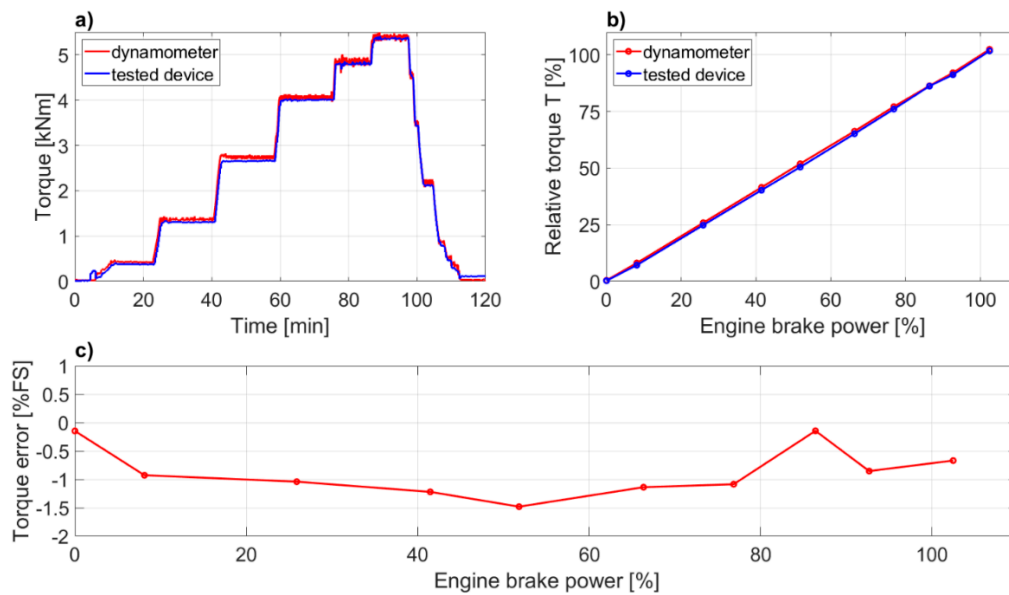 a)
dynamometer
tested device
5
4
3
2
1
0
Torque [kNm]
0 20 40 60 80 100 120
Time [min]
b)
dynamometer
tested device
100
75
50
25
0
Relative torque T [%]
0 20 40 60 80 100
Engine brake power [%]
c)
1
0.5
0
-0.5
-1
-1.5
-2
Torque error [%FS]
0 20 40 60 80 100
Engine brake power [%]